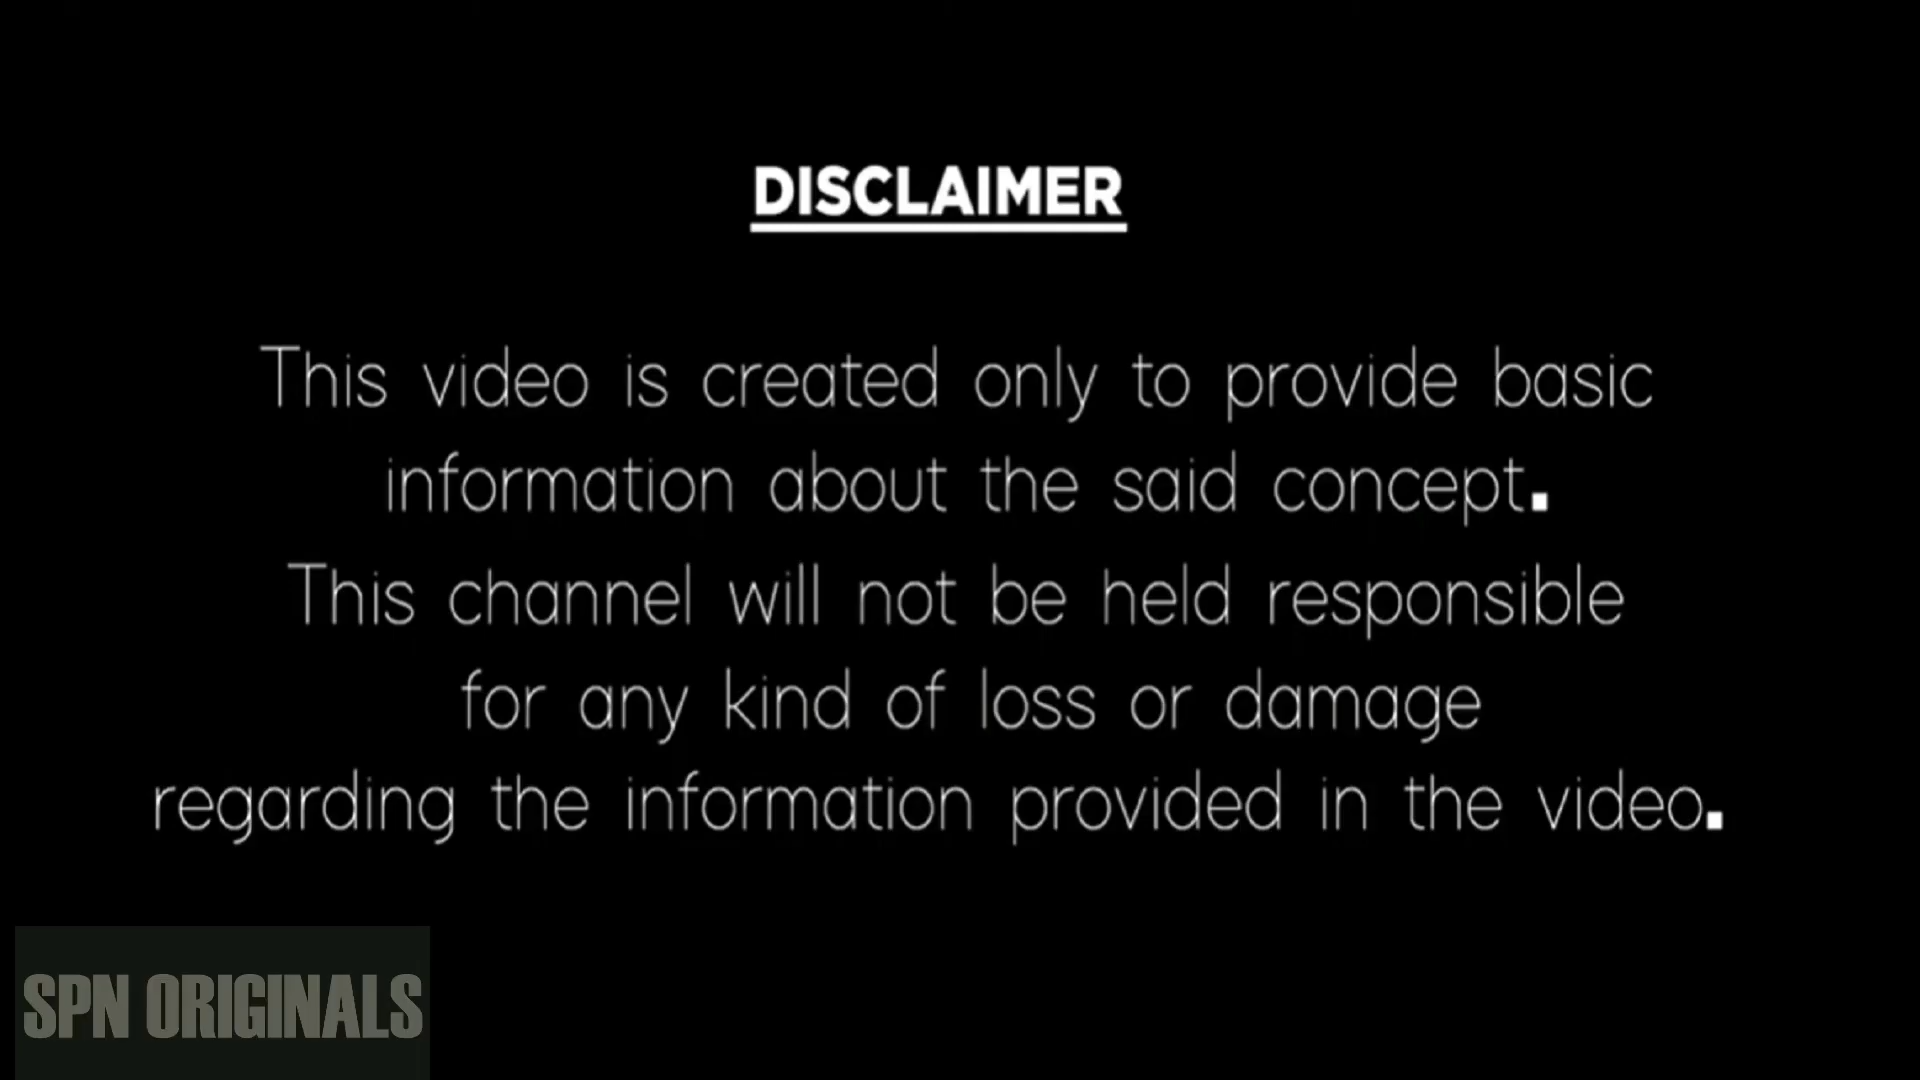 DISCLAIMER
This video is created only to provide basic
information about the said concept.
This channel will not be held responsible
for any kind of loss or damage
regarding the information provided in the video.
SPN ORIGINALS